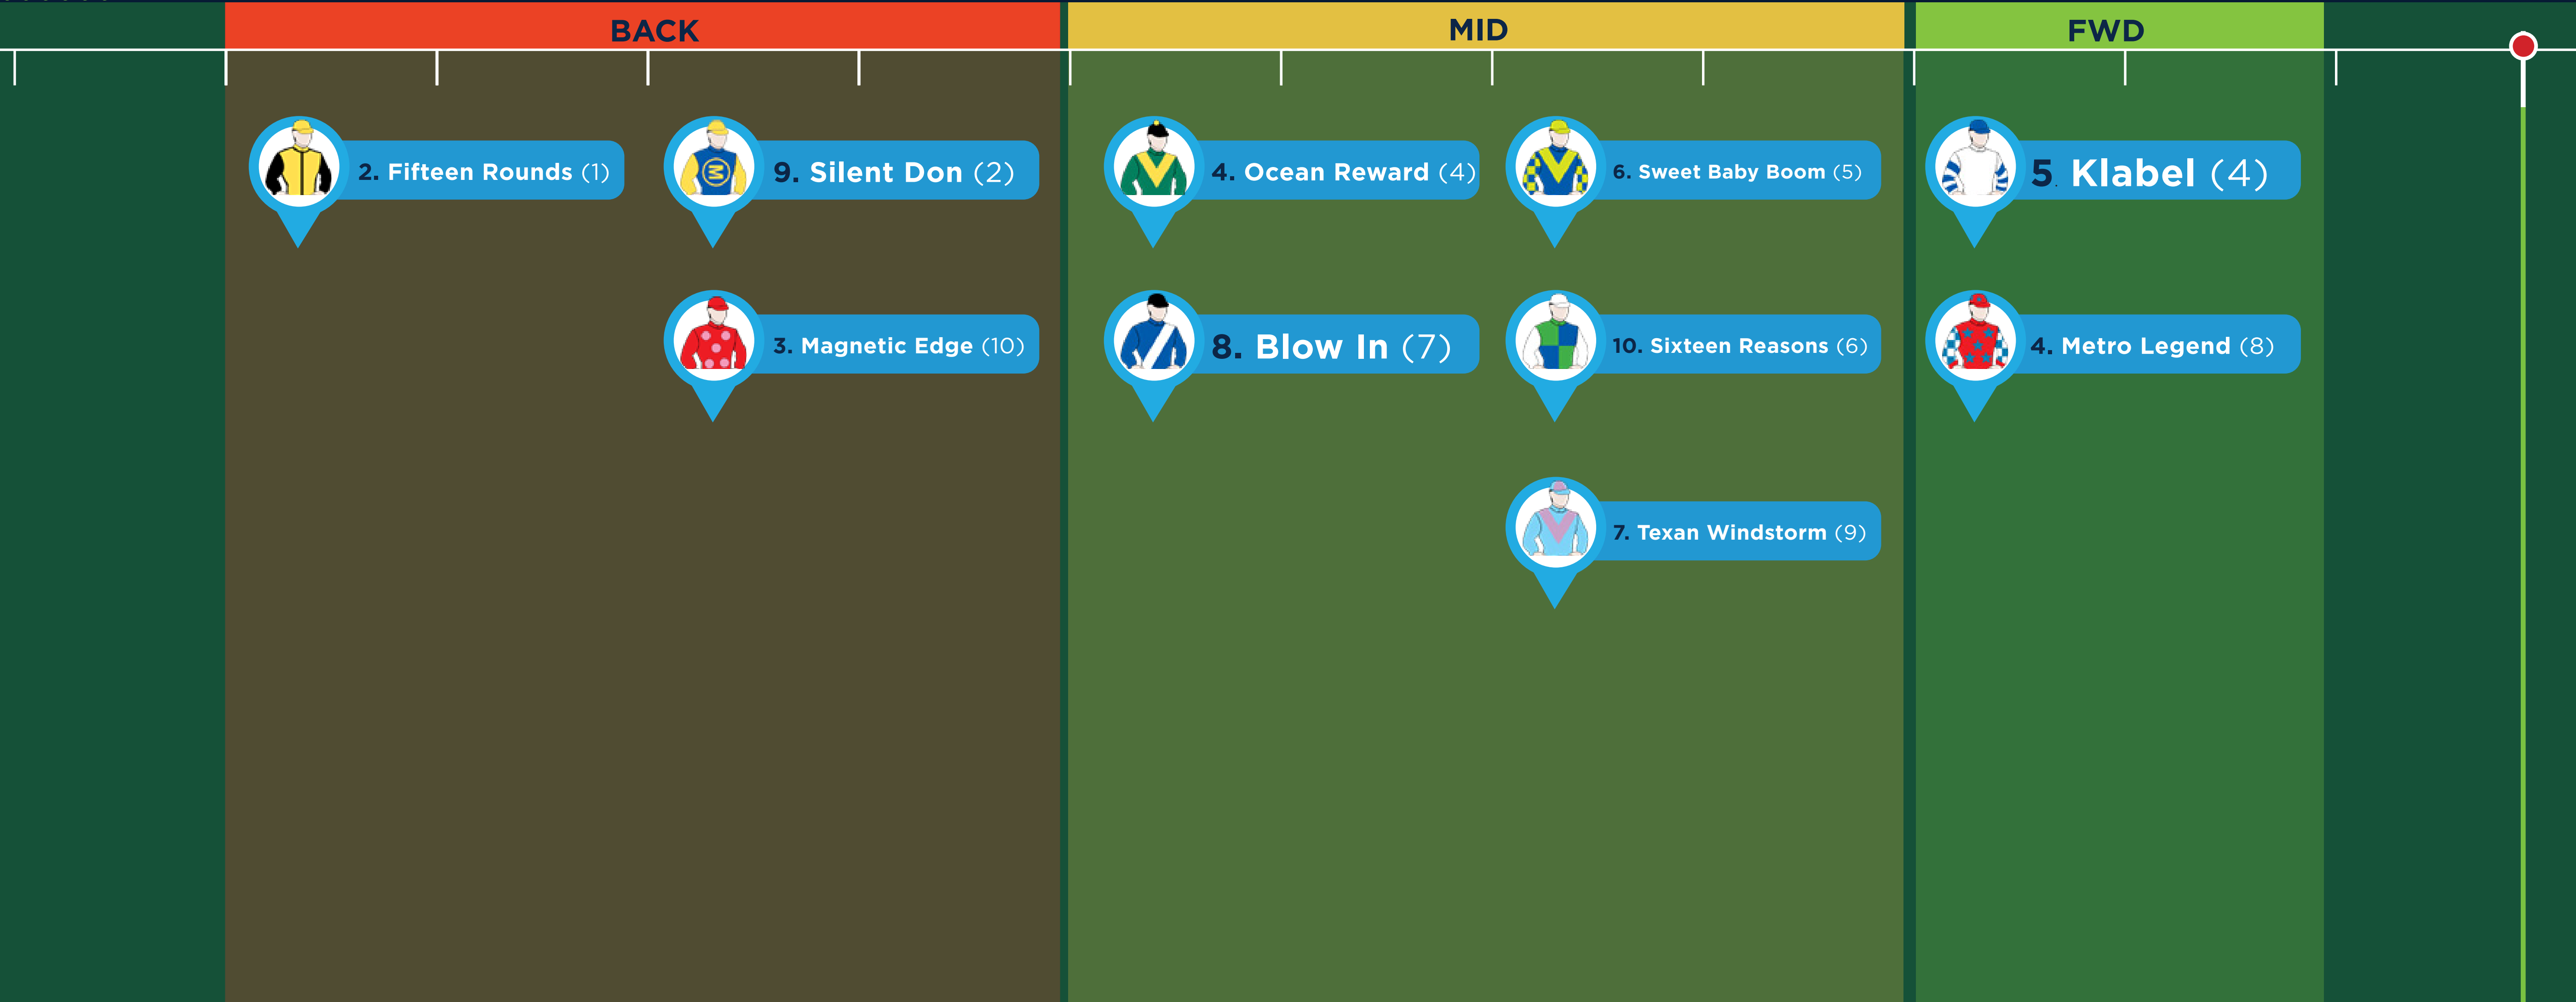 BACK
MID
FWD
2. Fifteen Rounds (1)
9. Silent Don (2)
4. Ocean Reward (4)
6. Sweet Baby Boom (5)
5. Klabel (4)
3. Magnetic Edge (10)
8. Blow In (7)
10. Sixteen Reasons (6)
4. Metro Legend (8)
7. Texan Windstorm (9)